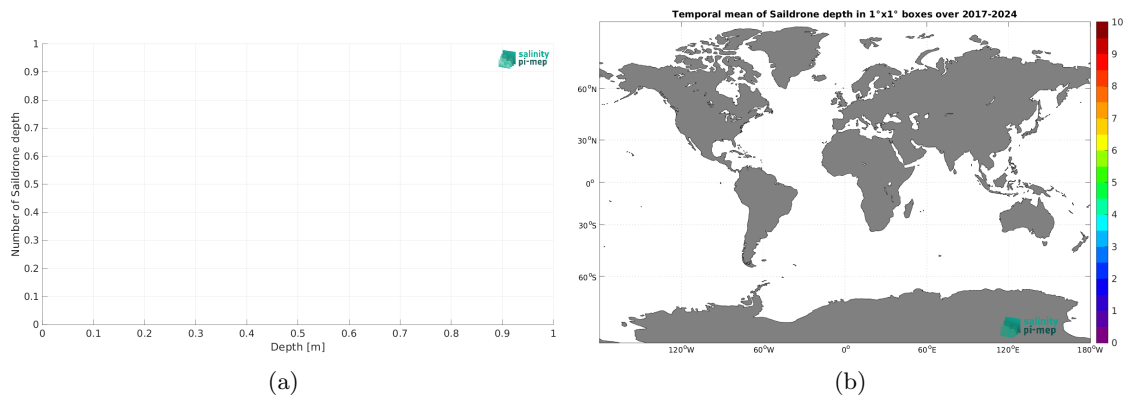 Temporal mean of Saildrone depth in 1°x1° boxes over 2017-2024
1
0.9
0.8
0.7
0.6
0.5
0.4
0.3
0.2
0.1
0
Number of Saildrone depth
0 0.1 0.2 0.3 0.4 0.5 0.6 0.7 0.8 0.9 1
Depth [m]
salinity
pi-mep
(a)
60°N
30°N
0°
30°S
60°S
120°W 60°W 0° 60°E 120°E 180°W
10
9
8
7
6
5
4
3
2
1
0
salinity
pi-mep
(b)